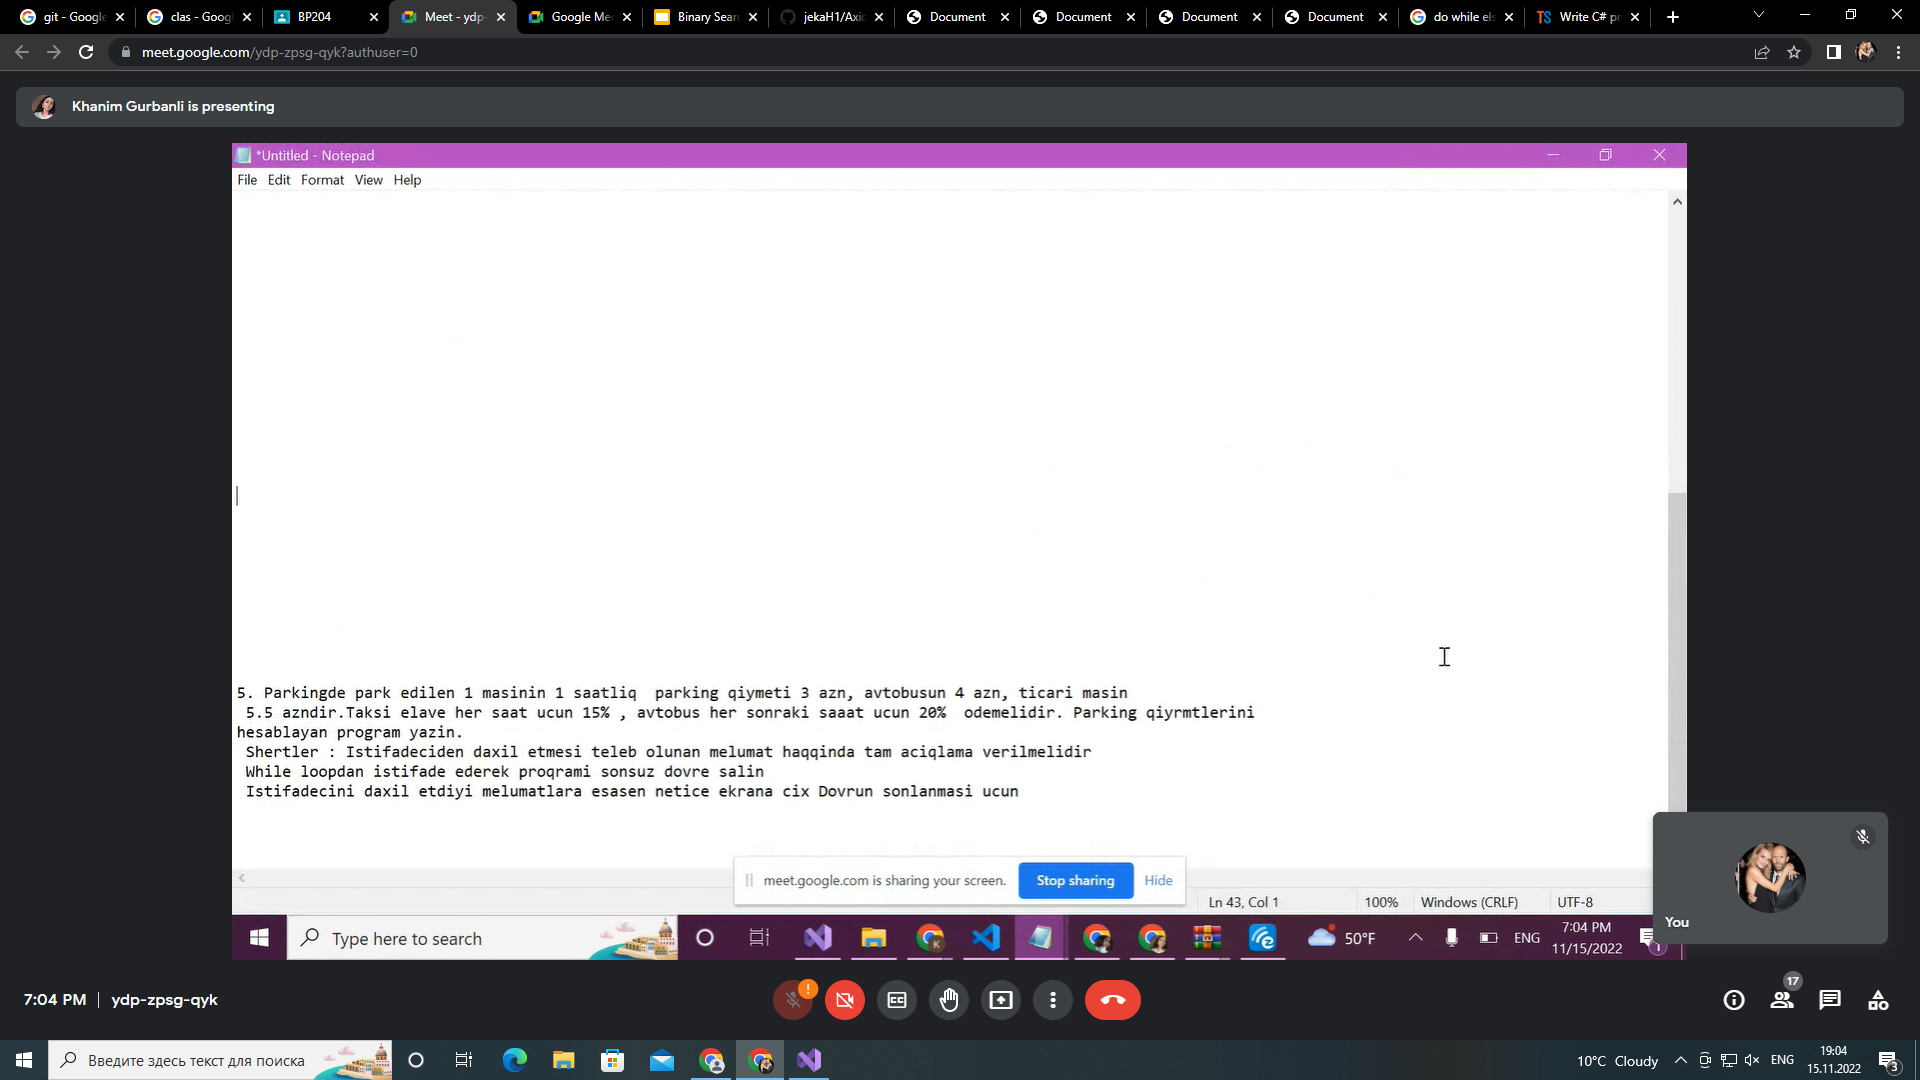 git - Google
clas - Googl
BP204
Meet - ydp-
Google Me
Binary Sear
jekaH1/Axio
Document
Document
Document
Document
do while els
Write C# pr
meet.google.com/ydp-zpsg-qyk?authuser=0
Khanim Gurbanli is presenting
*Untitled - Notepad
File Edit Format View Help
5. Parkingde park edilen 1 masinin 1 saatliq parking qiymeti 3 azn, avtobusun 4 azn, ticari masin
5.5 azndir.Taksi elave her saat ucun 15% , avtobus her sonraki saaat ucun 20% odemelidir. Parking qiyrmtlerini
hesablayan program yazin.
Shertler : Istifadeciden daxil etmesi teleb olunan melumat haqqinda tam aciqlama verilmelidir
While loopdan istifade ederek proqrami sonsuz dovre salin
Istifadecini daxil etdiyi melumatlara esasen netice ekrana cix Dovrun sonlanmasi ucun
meet.google.com is sharing your screen.
Stop sharing
Hide
Ln 43, Col 1
100%
Windows (CRLF)
UTF-8
You
Type here to search
50°F
ENG
7:04 PM
11/15/2022
1
7:04 PM | ydp-zpsg-qyk
17
Введите здесь текст для поиска
10°C Cloudy
ENG
19:04
15.11.2022
3